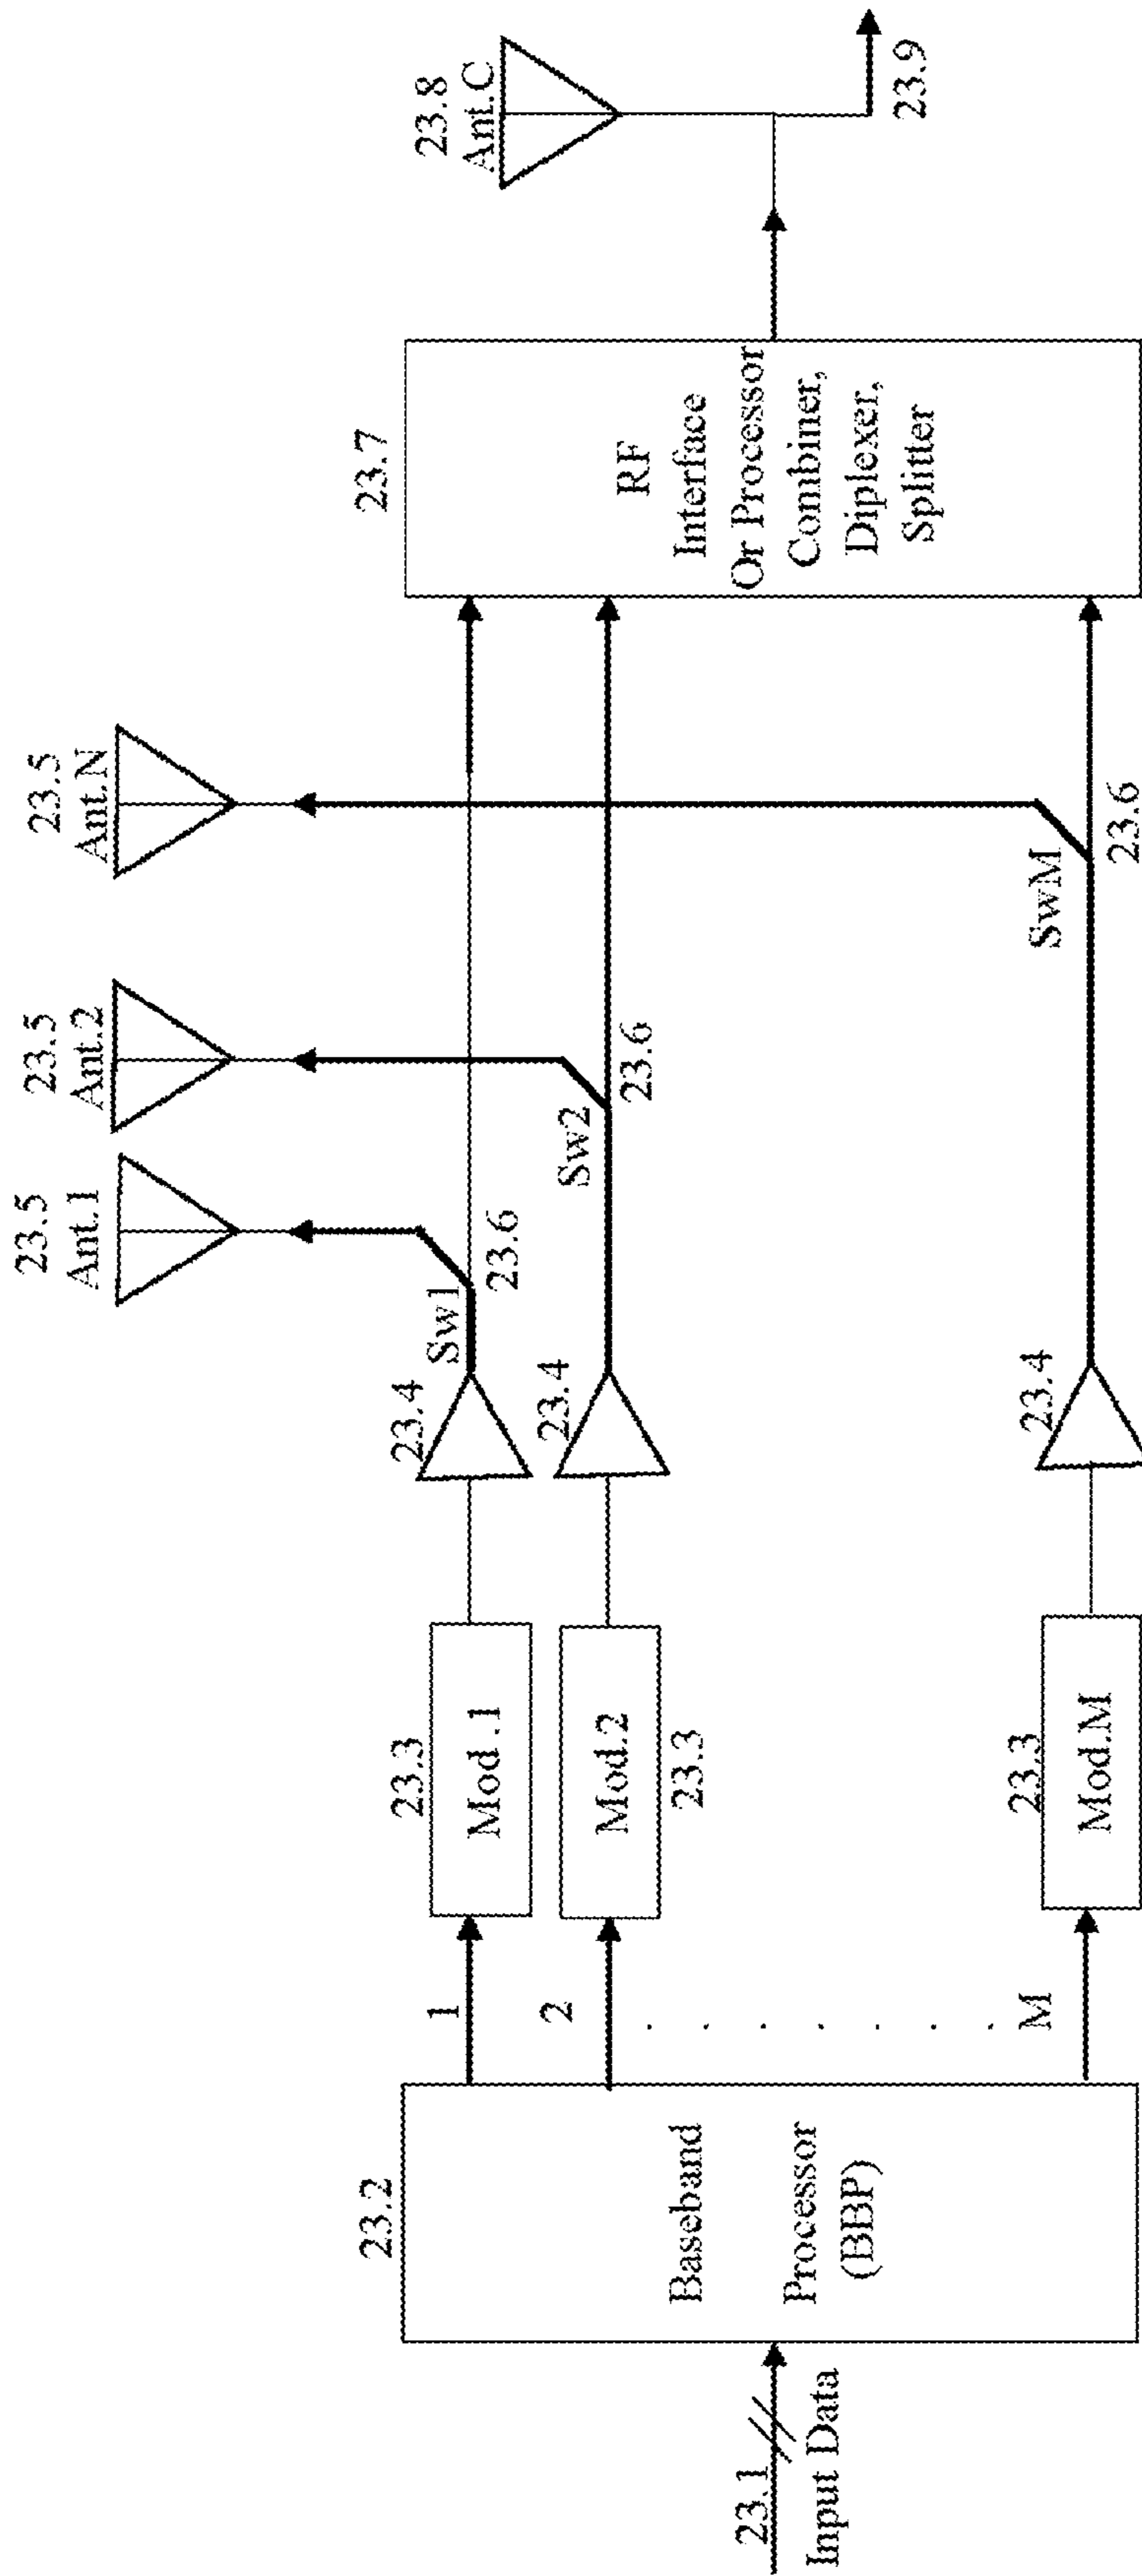 23.1
Input Data
23.2
Baseband
Processor
(BBP)
1
2
. . . . . . .
M
23.3
Mod .1
Mod.2
23.3
23.3
Mod.M
23.4
23.4
23.4
Sw1
23.6
Sw2
23.6
SwM
23.6
23.5
Ant.1
23.5
Ant.2
23.5
Ant.N
23.7
RF
Interface
Or Processor
Combiner,
Diplexer,
Splitter
23.8
Ant.C
23.9